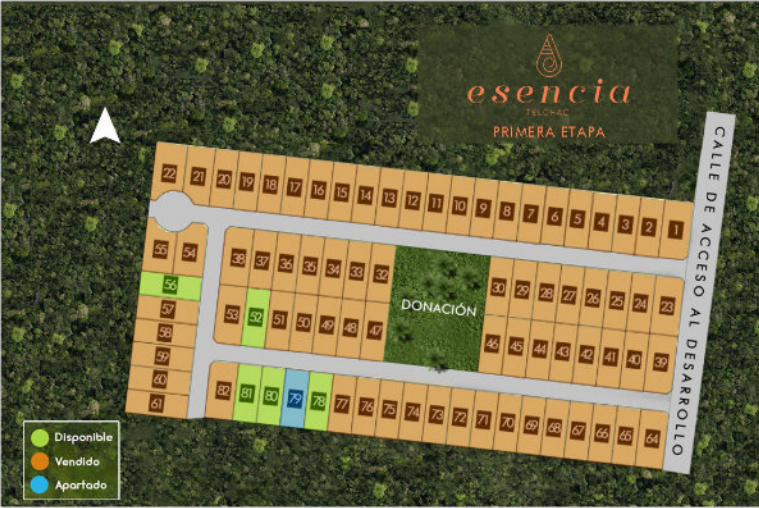 esencia
TELCHAC
PRIMERA ETAPA
CALLE DE ACCESO AL DESARROLLO
22 21 20 19 18 17 16 15 14 13 12 11 10 9 8 7 6 5 4 3 2 1
55 54 38 37 36 35 34 33 32 30 29 28 27 26 25 24 23
DONACIÓN
56
57
53 52 51 50 49 48 47 46 45 44 43 42 41 40 39
58
59
60
61
82 81 80 79 78 77 76 75 74 73 72 71 70 69 68 67 66 65 64
Disponible
Vendido
Apartado